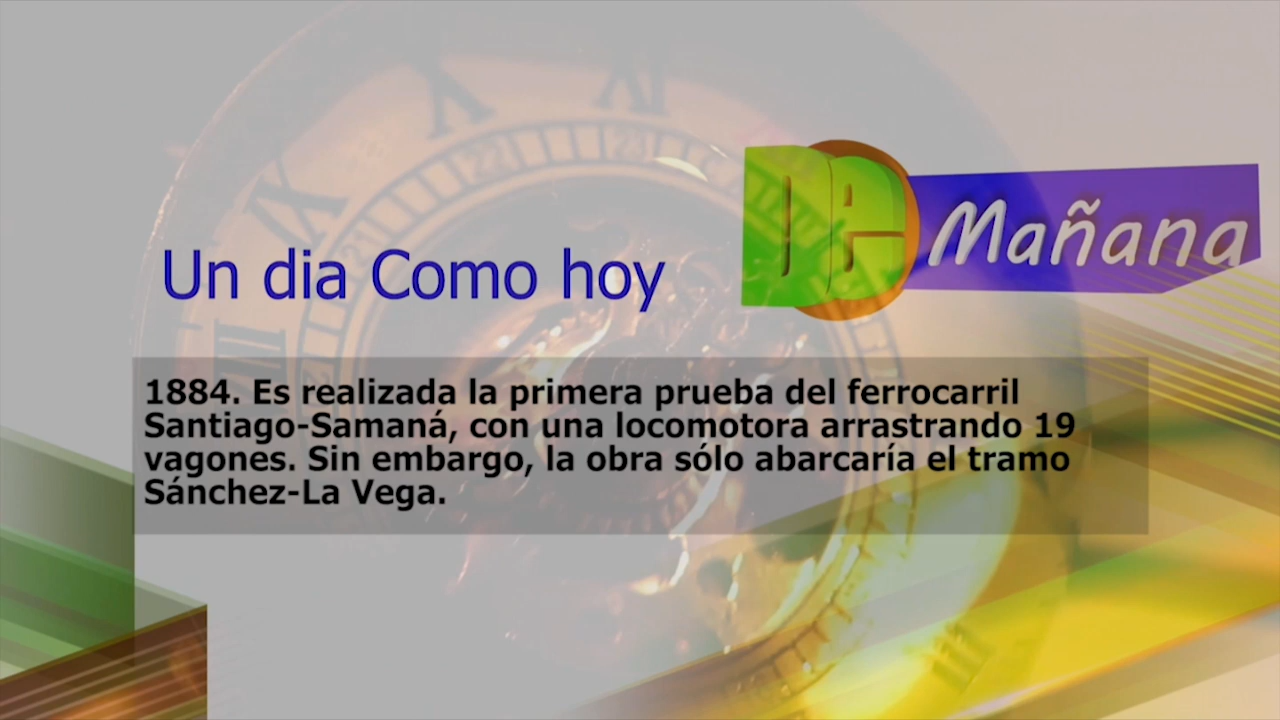 De Mañana
Un dia Como hoy
1884. Es realizada la primera prueba del ferrocarril
Santiago-Samaná, con una locomotora arrastrando 19
vagones. Sin embargo, la obra sólo abarcaría el tramo
Sánchez-La Vega.